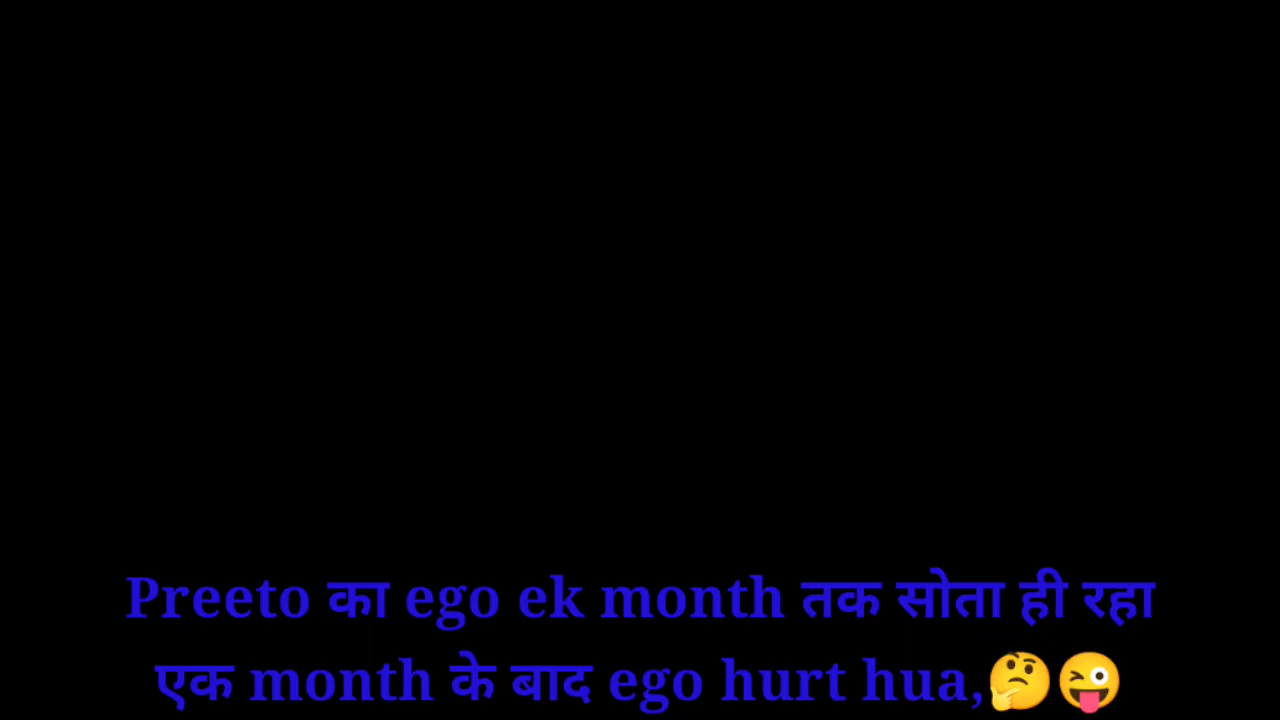 Preeto का ego ek month तक सोता ही रहा
एक month के बाद ego hurt hua,🤔😜